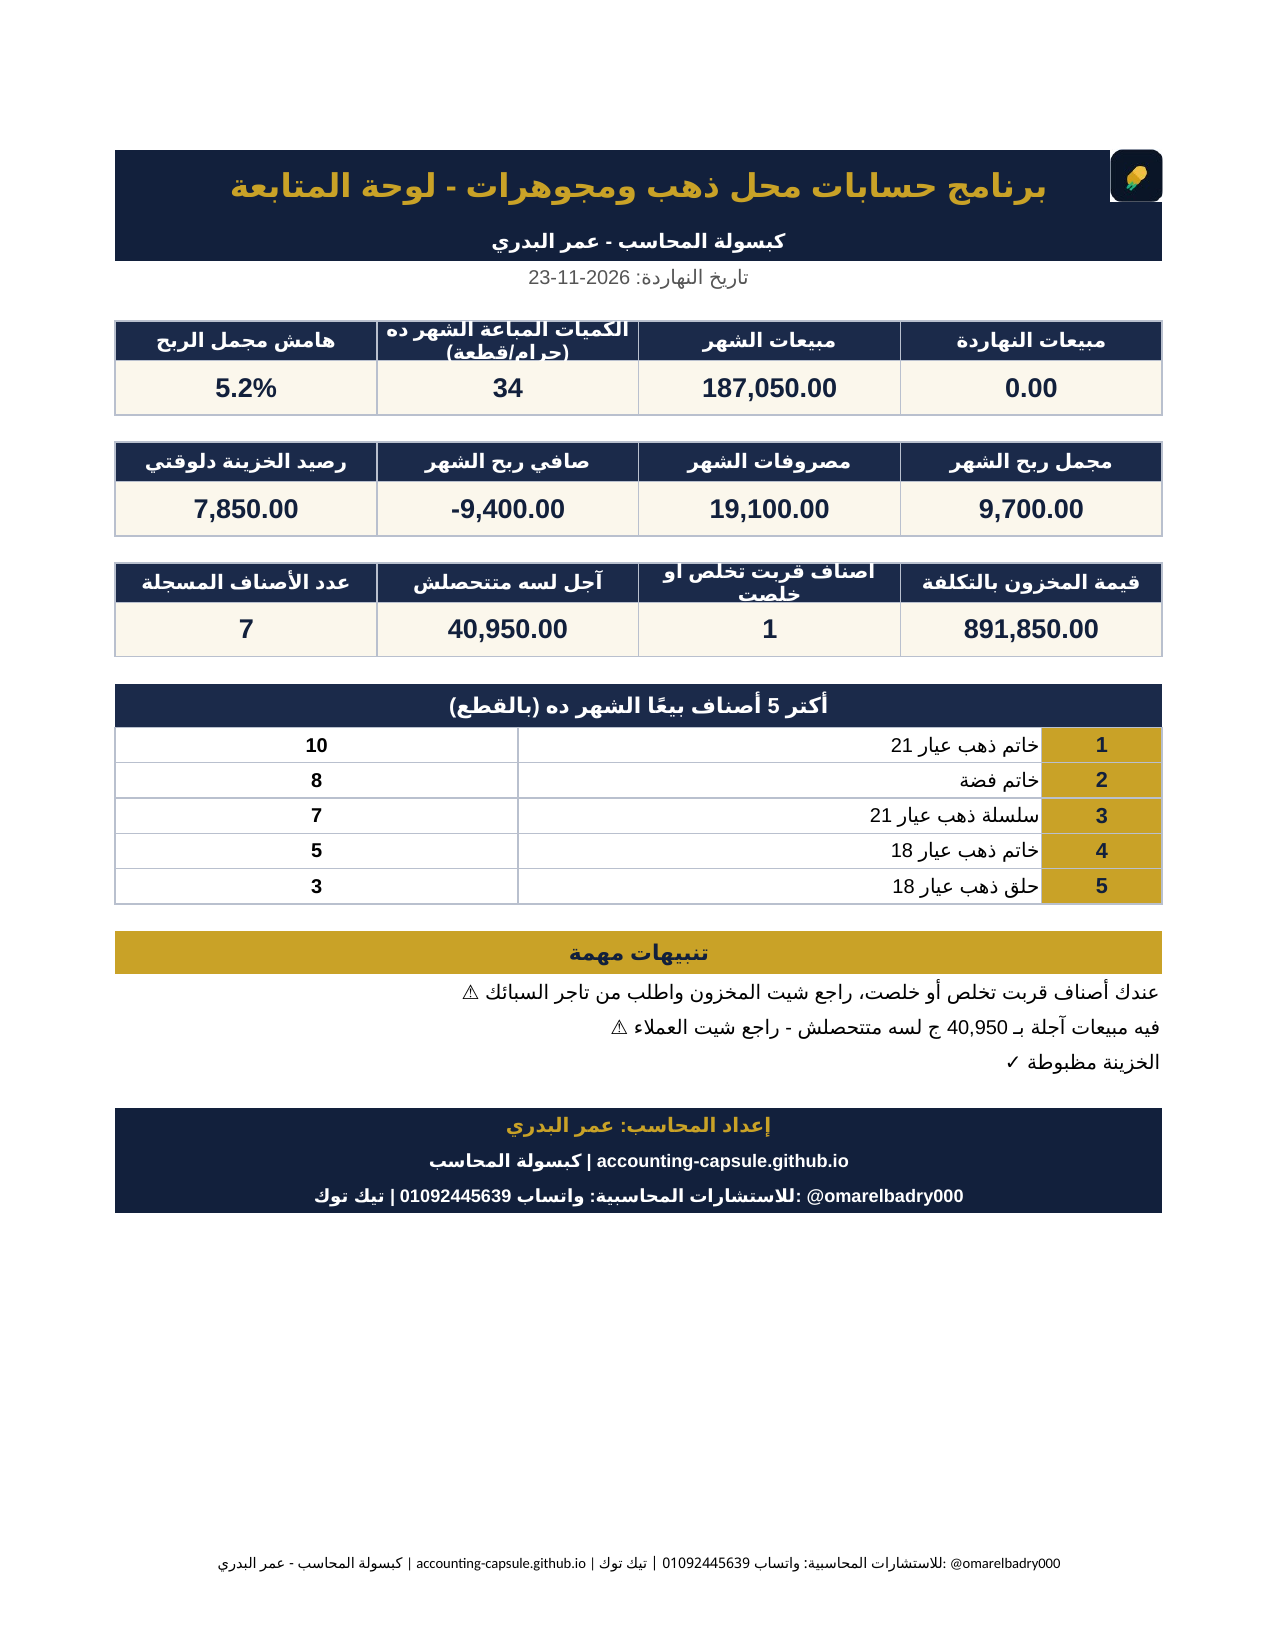 برنامج حسابات محل ذهب ومجوهرات - لوحة المتابعة
كبسولة المحاسب - عمر البدري
تاريخ النهاردة: 2026-11-23
مبيعات النهاردة
مبيعات الشهر
الكميات المباعة الشهر ده
(جرام/قطعة)
هامش مجمل الربح
0.00
187,050.00
34
5.2%
مجمل ربح الشهر
مصروفات الشهر
صافي ربح الشهر
رصيد الخزينة دلوقتي
9,700.00
19,100.00
-9,400.00
7,850.00
قيمة المخزون بالتكلفة
أصناف قربت تخلص أو
خلصت
آجل لسه متتحصلش
عدد الأصناف المسجلة
891,850.00
1
40,950.00
7
أكتر 5 أصناف بيعًا الشهر ده (بالقطع)
1 خاتم ذهب عيار 21 10
2 خاتم فضة 8
3 سلسلة ذهب عيار 21 7
4 خاتم ذهب عيار 18 5
5 حلق ذهب عيار 18 3
تنبيهات مهمة
عندك أصناف قربت تخلص أو خلصت، راجع شيت المخزون واطلب من تاجر السبائك ⚠
فيه مبيعات آجلة بـ 40,950 ج لسه متتحصلش - راجع شيت العملاء ⚠
الخزينة مظبوطة ✓
إعداد المحاسب: عمر البدري
كبسولة المحاسب | accounting-capsule.github.io
للاستشارات المحاسبية: واتساب 01092445639 | تيك توك: @omarelbadry000
كبسولة المحاسب - عمر البدري | accounting-capsule.github.io | للاستشارات المحاسبية: واتساب 01092445639 | تيك توك: @omarelbadry000